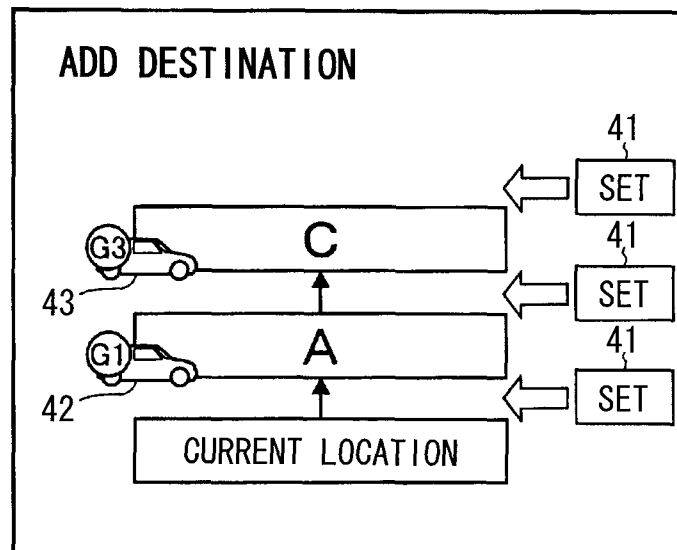 ADD DESTINATION
41
SET
C
G3
43
41
SET
A
G1
42
41
SET
CURRENT LOCATION